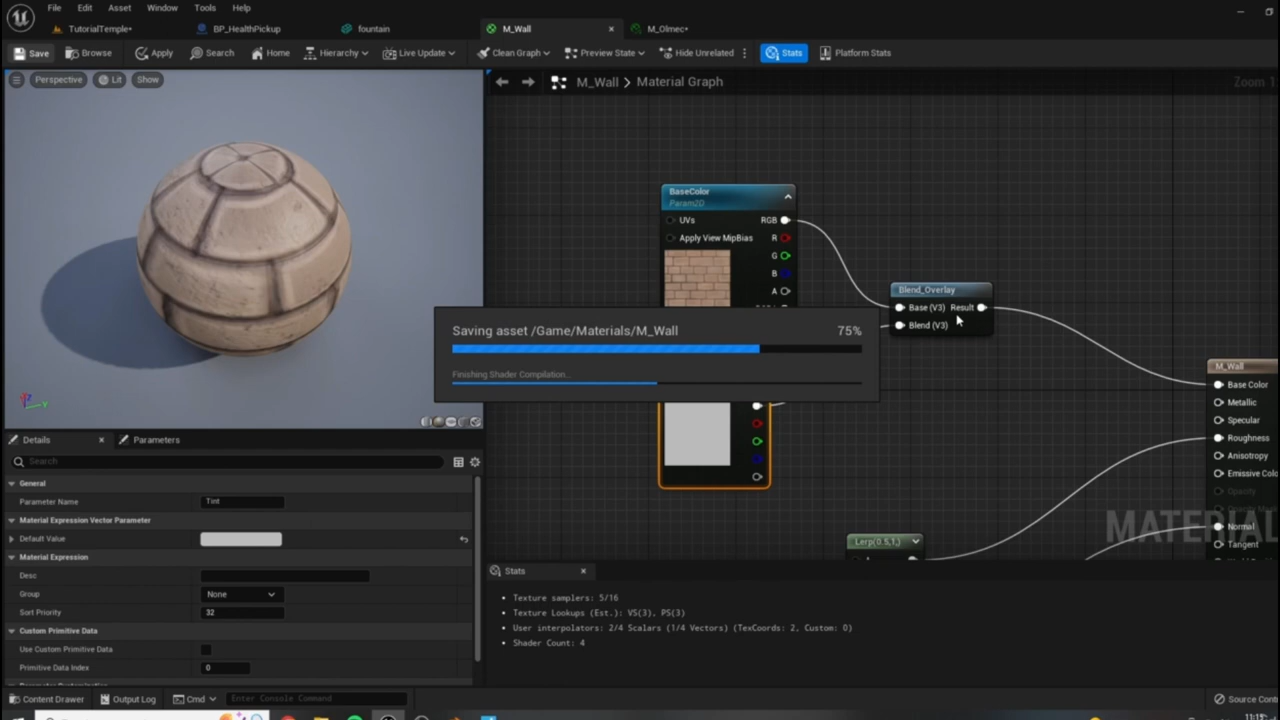 File Edit Asset Window Tools Help
TutorialTemple* BP_HealthPickup fountain M_Wall M_Olmec*
Save Browse Apply Search Home Hierarchy Live Update Clean Graph Preview State Hide Unrelated Stats Platform Stats
Perspective Lit Show
M_Wall > Material Graph
Zoom 1
BaseColor
Param2D
UVs RGB
Apply View MipBias R
G
B
A
Blend_Overlay
Base (V3) Result
Blend (V3)
Saving asset /Game/Materials/M_Wall 75%
Finishing Shader Compilation...
M_Wall
Base Color
Metallic
Specular
Roughness
Anisotropy
Emissive Colo
Opacity
Normal
Tangent
MATERIAL
Lerp(0.5,1,)
Details Parameters
Search
General
Parameter Name Tint
Material Expression Vector Parameter
Default Value
Material Expression
Desc
Group None
Sort Priority 32
Custom Primitive Data
Use Custom Primitive Data
Primitive Data Index 0
Stats
Texture samplers: 5/16
Texture Lookups (Est.): VS(3), PS(3)
User interpolators: 2/4 Scalars (1/4 Vectors) (TexCoords: 2, Custom: 0)
Shader Count: 4
Content Drawer Output Log Cmd Enter Console Command
Source Cont